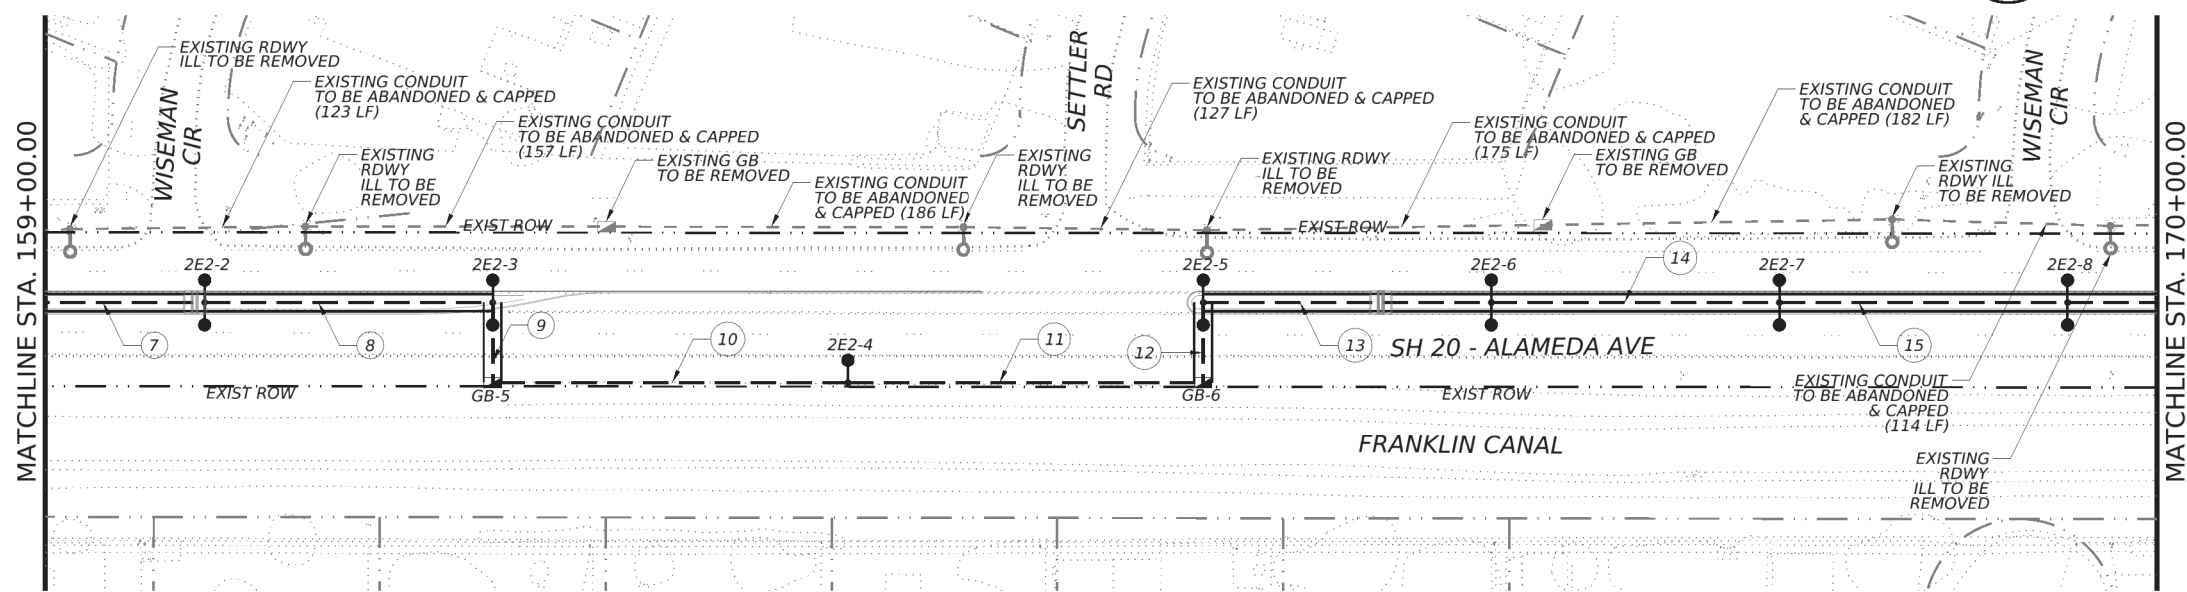 MATCHLINE STA. 159+00.00
EXISTING RDWY
ILL TO BE REMOVED
WISEMAN
CIR
EXISTING CONDUIT
TO BE ABANDONED & CAPPED
(123 LF)
EXISTING
RDWY
ILL TO BE
REMOVED
EXISTING CONDUIT
TO BE ABANDONED & CAPPED
(157 LF)
EXISTING GB
TO BE REMOVED
EXISTING CONDUIT
TO BE ABANDONED
& CAPPED (186 LF)
EXISTING
RDWY
ILL TO BE
REMOVED
SETTLER
RD
EXISTING CONDUIT
TO BE ABANDONED & CAPPED
(127 LF)
EXISTING RDWY
ILL TO BE
REMOVED
EXISTING CONDUIT
TO BE ABANDONED & CAPPED
(175 LF)
EXISTING GB
TO BE REMOVED
EXISTING CONDUIT
TO BE ABANDONED
& CAPPED (182 LF)
EXISTING
RDWY ILL
TO BE REMOVED
WISEMAN
CIR
EXIST ROW
EXIST ROW
2E2-2
2E2-3
2E2-5
2E2-6
14
2E2-7
2E2-8
7
8
9
10
2E2-4
11
12
13
SH 20 - ALAMEDA AVE
15
EXIST ROW
GB-5
GB-6
EXIST ROW
EXISTING CONDUIT
TO BE ABANDONED
& CAPPED
(114 LF)
FRANKLIN CANAL
EXISTING
RDWY
ILL TO BE
REMOVED
MATCHLINE STA. 170+00.00